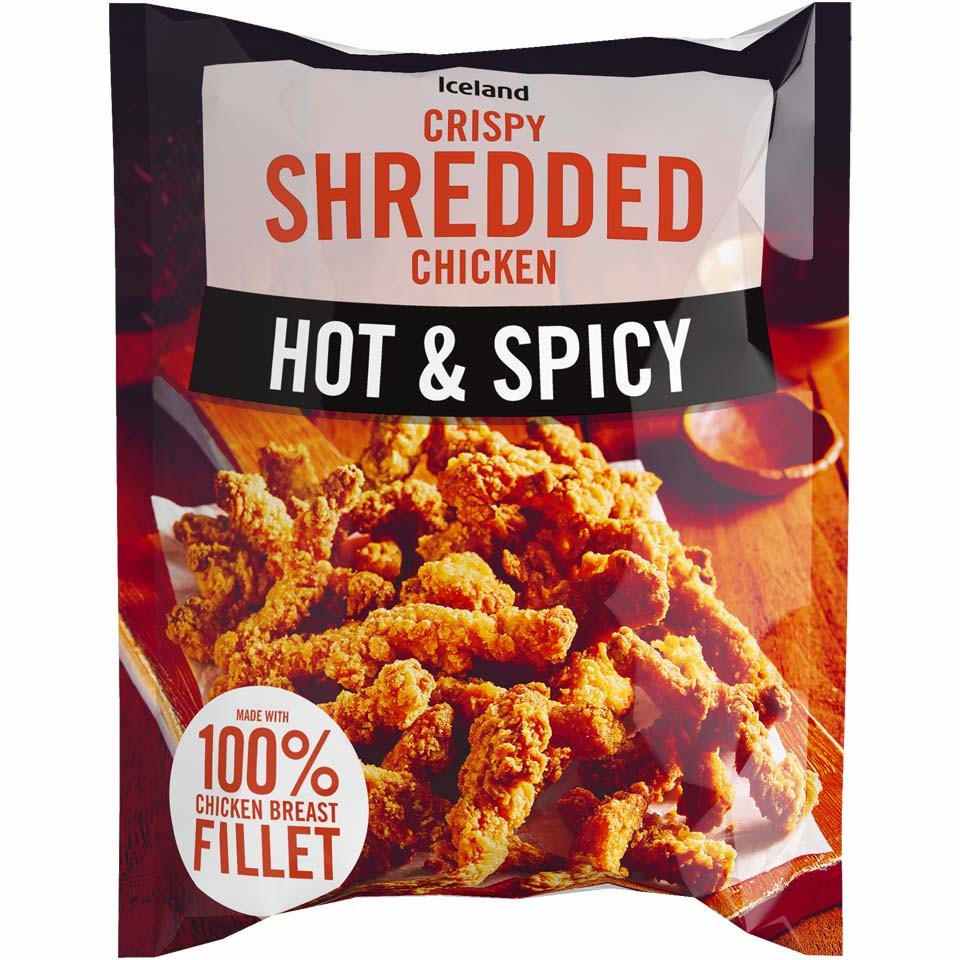 Iceland
CRISPY
SHREDDED
CHICKEN
HOT & SPICY
MADE WITH
100%
CHICKEN BREAST
FILLET